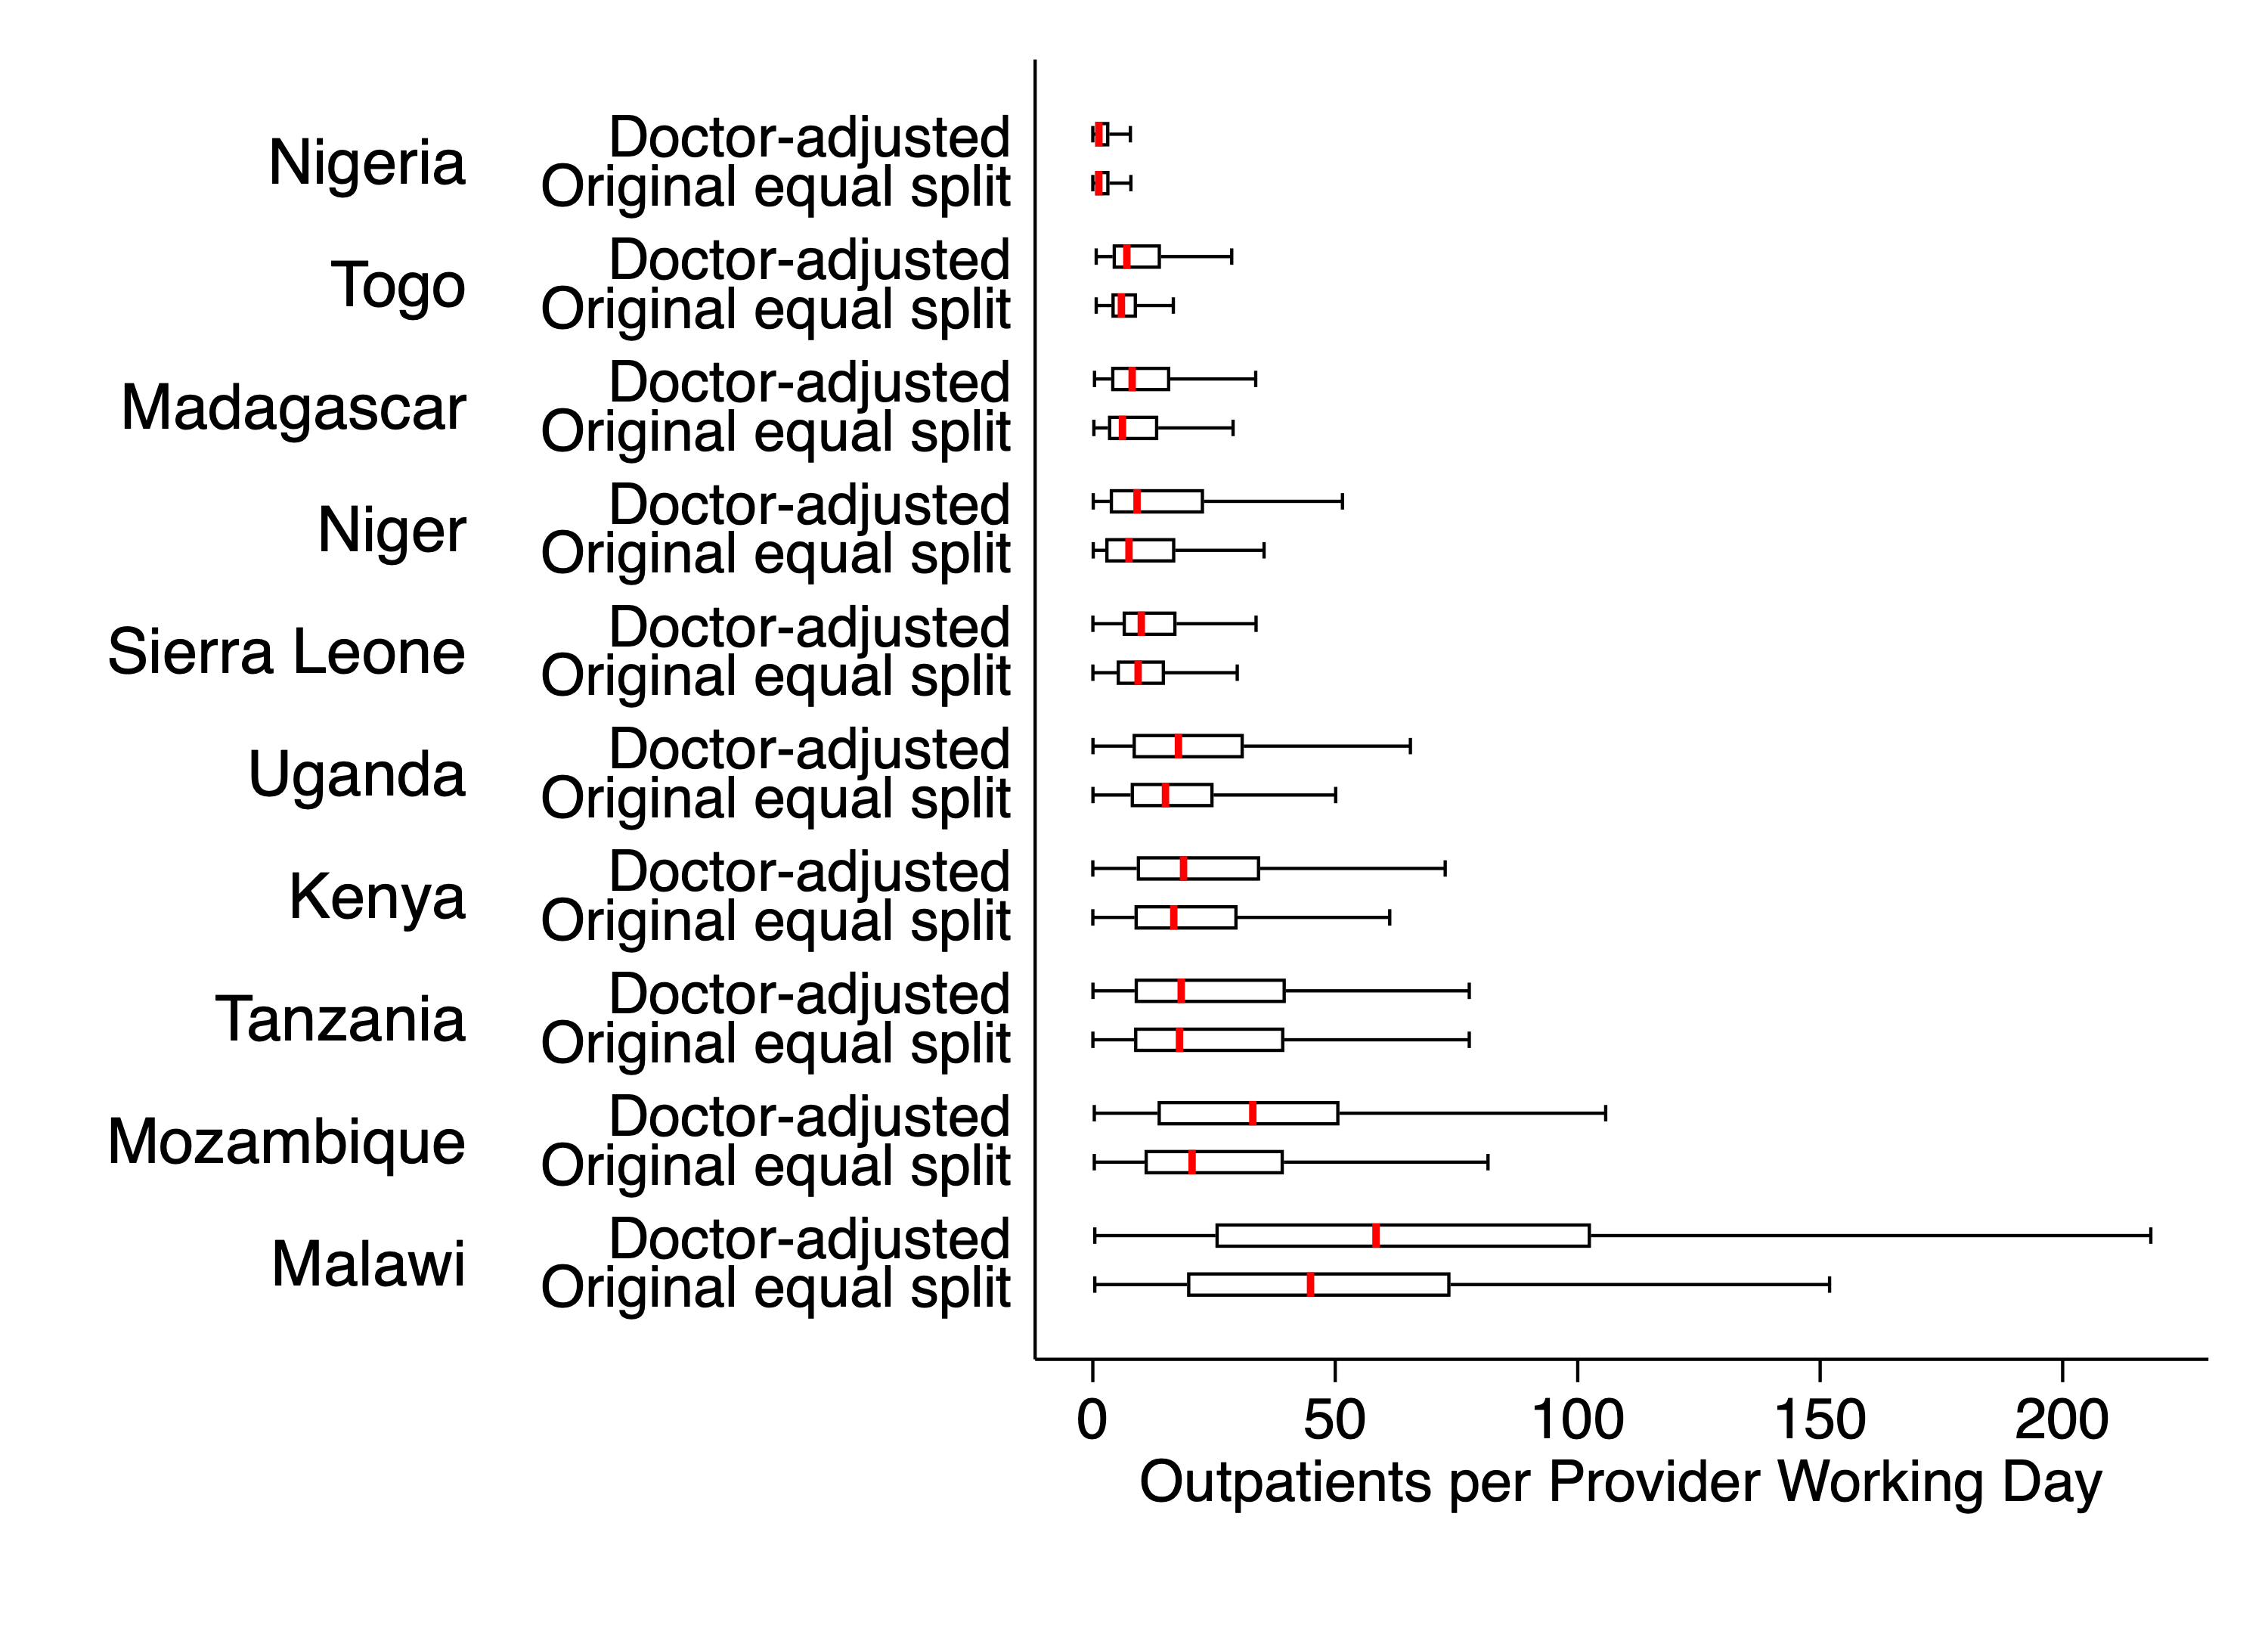 Nigeria
Doctor-adjusted
Original equal split
Togo
Doctor-adjusted
Original equal split
Madagascar
Doctor-adjusted
Original equal split
Niger
Doctor-adjusted
Original equal split
Sierra Leone
Doctor-adjusted
Original equal split
Uganda
Doctor-adjusted
Original equal split
Kenya
Doctor-adjusted
Original equal split
Tanzania
Doctor-adjusted
Original equal split
Mozambique
Doctor-adjusted
Original equal split
Malawi
Doctor-adjusted
Original equal split
0 50 100 150 200
Outpatients per Provider Working Day